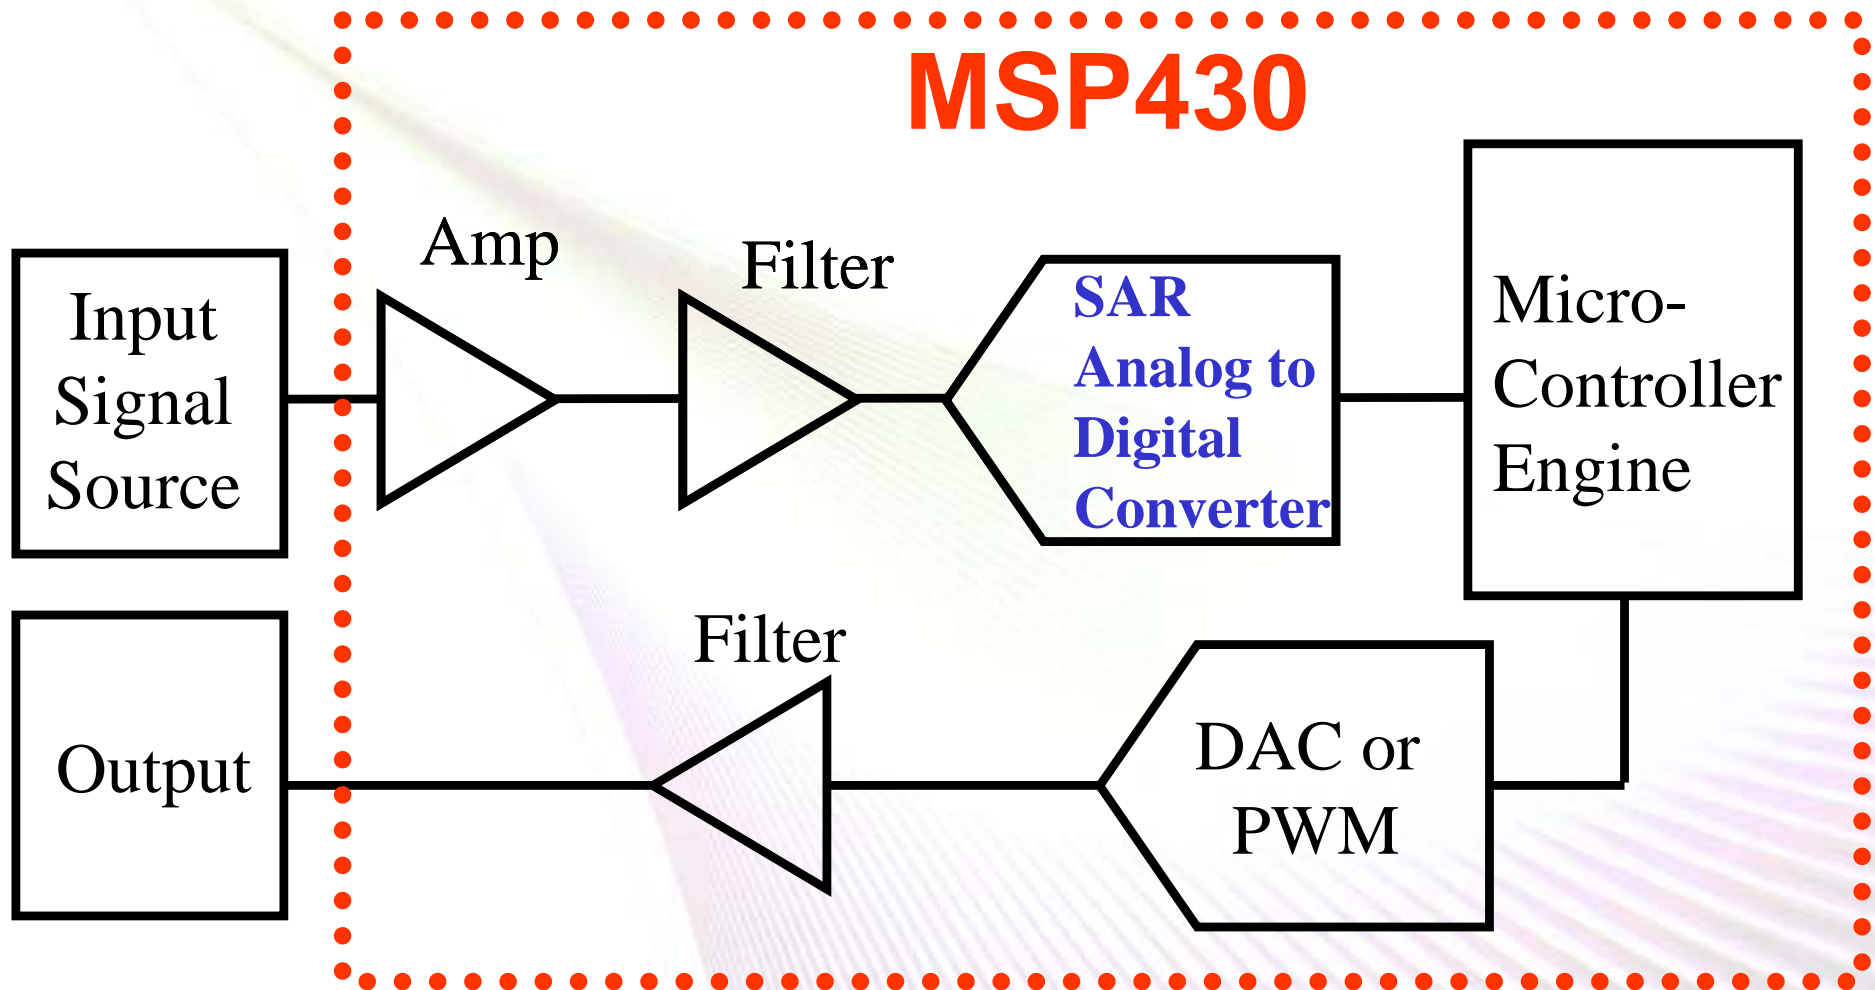 MSP430
Amp
Filter
Input
Signal
Source
SAR
Analog to
Digital
Converter
Micro-
Controller
Engine
Filter
Output
DAC or
PWM